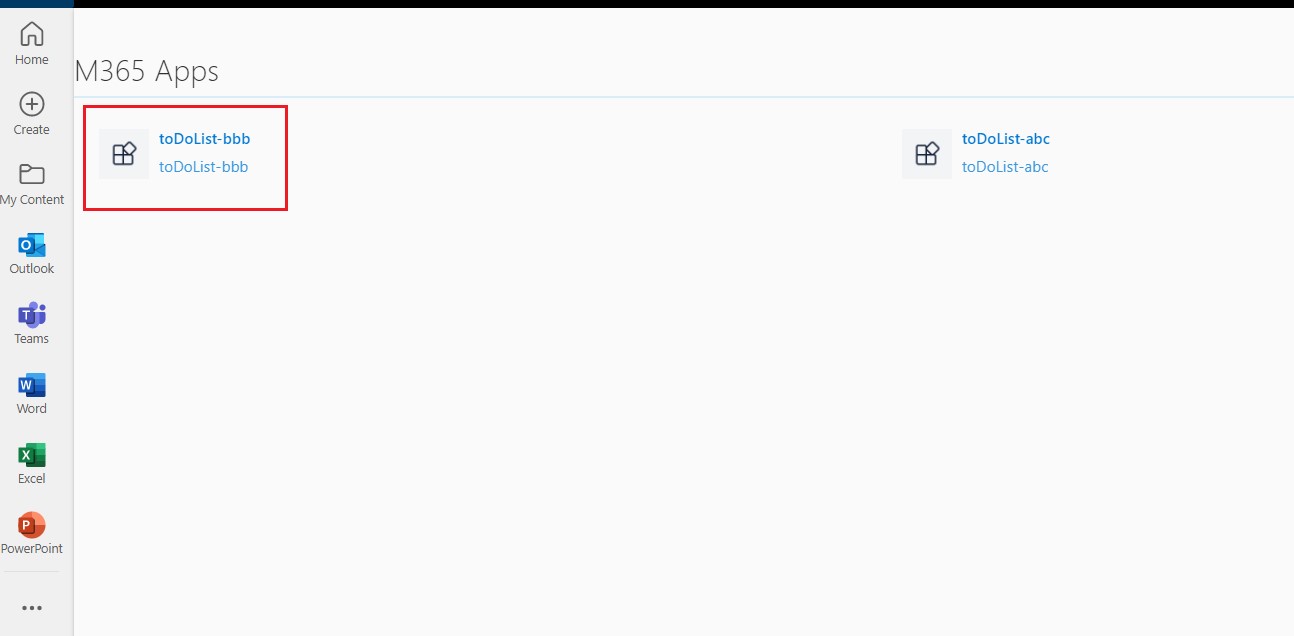 Home
Create
My Content
Outlook
Teams
Word
Excel
PowerPoint
M365 Apps
toDoList-bbb
toDoList-bbb
toDoList-abc
toDoList-abc